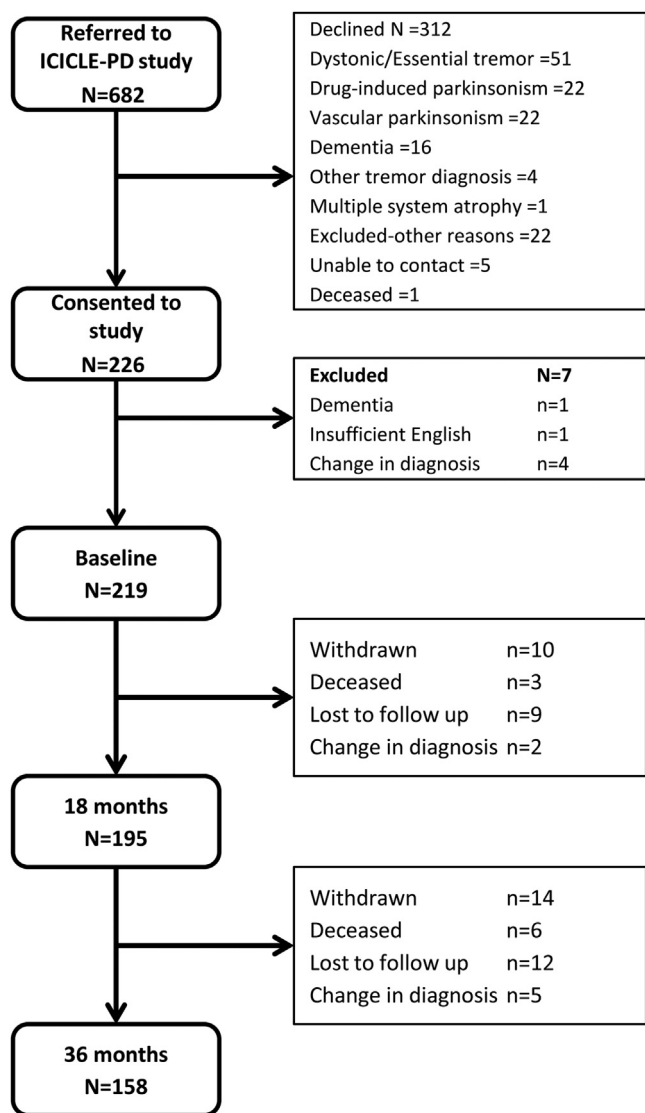 Referred to
ICICLE-PD study
N=682
Declined N =312
Dystonic/Essential tremor =51
Drug-induced parkinsonism =22
Vascular parkinsonism =22
Dementia =16
Other tremor diagnosis =4
Multiple system atrophy =1
Excluded-other reasons =22
Unable to contact =5
Deceased =1
Consented to
study
N=226
Excluded N=7
Dementia n=1
Insufficient English n=1
Change in diagnosis n=4
Baseline
N=219
Withdrawn n=10
Deceased n=3
Lost to follow up n=9
Change in diagnosis n=2
18 months
N=195
Withdrawn n=14
Deceased n=6
Lost to follow up n=12
Change in diagnosis n=5
36 months
N=158